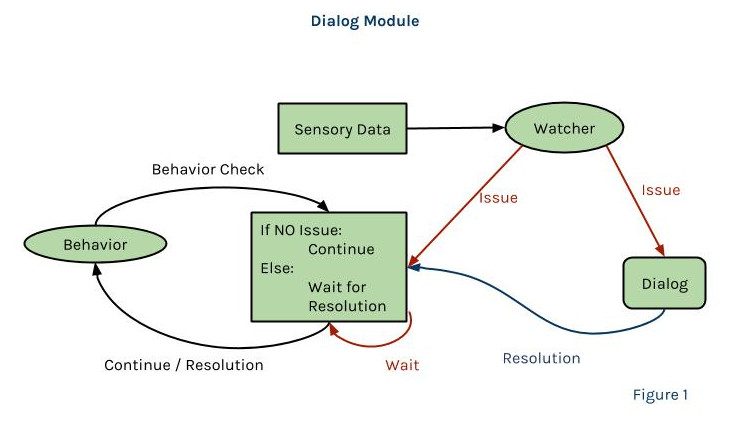 Dialog Module
Sensory Data
Watcher
Behavior Check
Issue
Issue
If NO Issue:
Continue
Else:
Wait for
Resolution
Behavior
Dialog
Continue / Resolution
Wait
Resolution
Figure 1